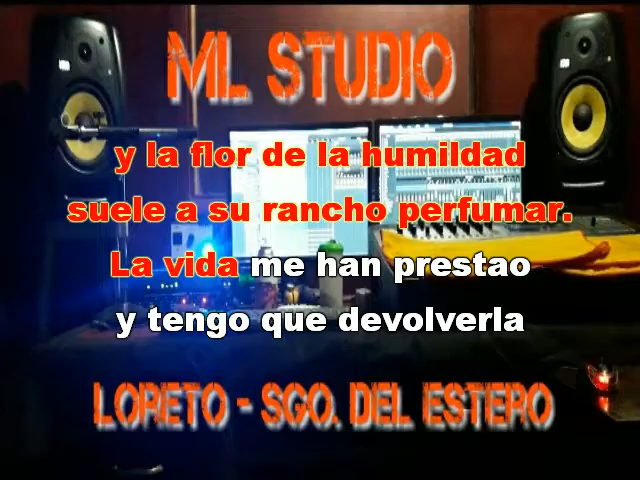 ML STUDIO
y la flor de la humildad
suele a su rancho perfumar.
La vida me han prestao
y tengo que devolverla
LORETO - SGO. DEL ESTERO